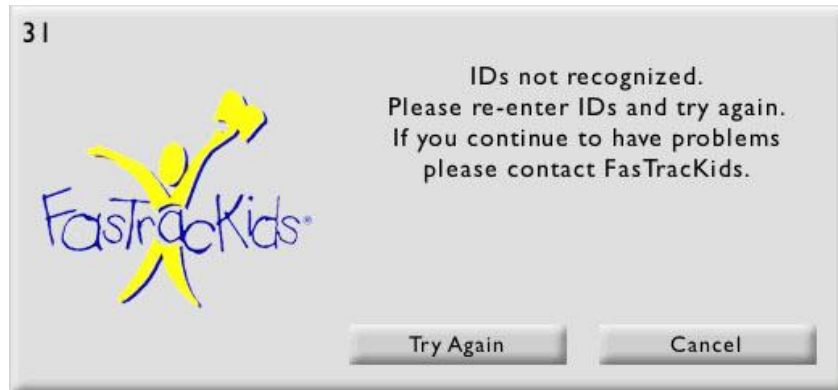 31
IDs not recognized.
Please re-enter IDs and try again.
If you continue to have problems
please contact FasTracKids.
FasTracKids®
Try Again
Cancel